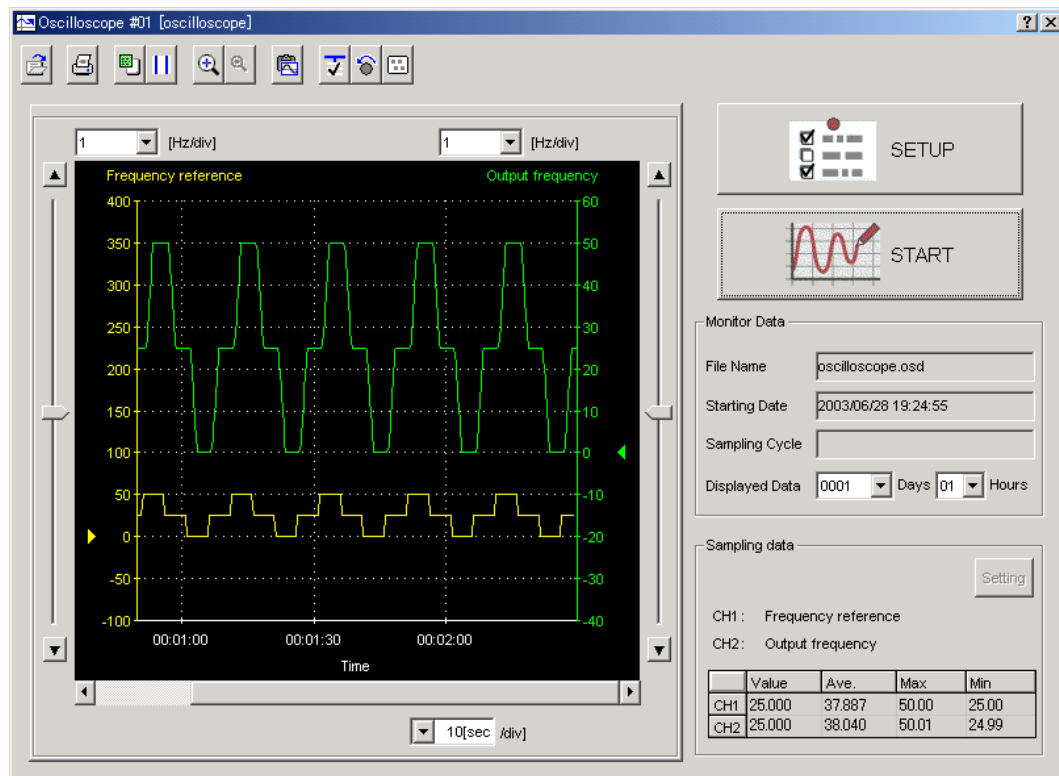 Oscilloscope #01 [oscilloscope]
1 [Hz/div] 1 [Hz/div]
Frequency reference Output frequency
400 60
350 50
300 40
250 30
200 20
150 10
100 0
50 -10
0 -20
-50 -30
-100 -40
00:01:00 00:01:30 00:02:00
Time
10[sec /div]
SETUP
START
Monitor Data
File Name oscilloscope.osd
Starting Date 2003/06/28 19:24:55
Sampling Cycle
Displayed Data 0001 Days 01 Hours
Sampling data
Setting
CH1 : Frequency reference
CH2 : Output frequency
Value Ave. Max Min
CH1 25.000 37.887 50.00 25.00
CH2 25.000 38.040 50.01 24.99